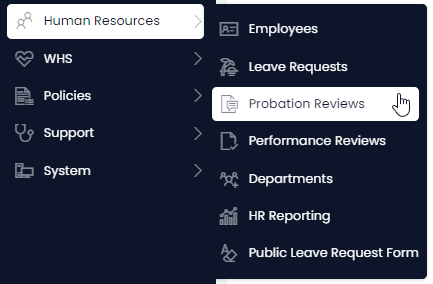 Human Resources
WHS
Policies
Support
System
Employees
Leave Requests
Probation Reviews
Performance Reviews
Departments
HR Reporting
Public Leave Request Form